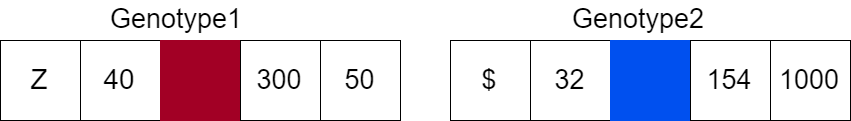 Genotype1 Genotype2
Z 40 300 50 $ 32 154 1000